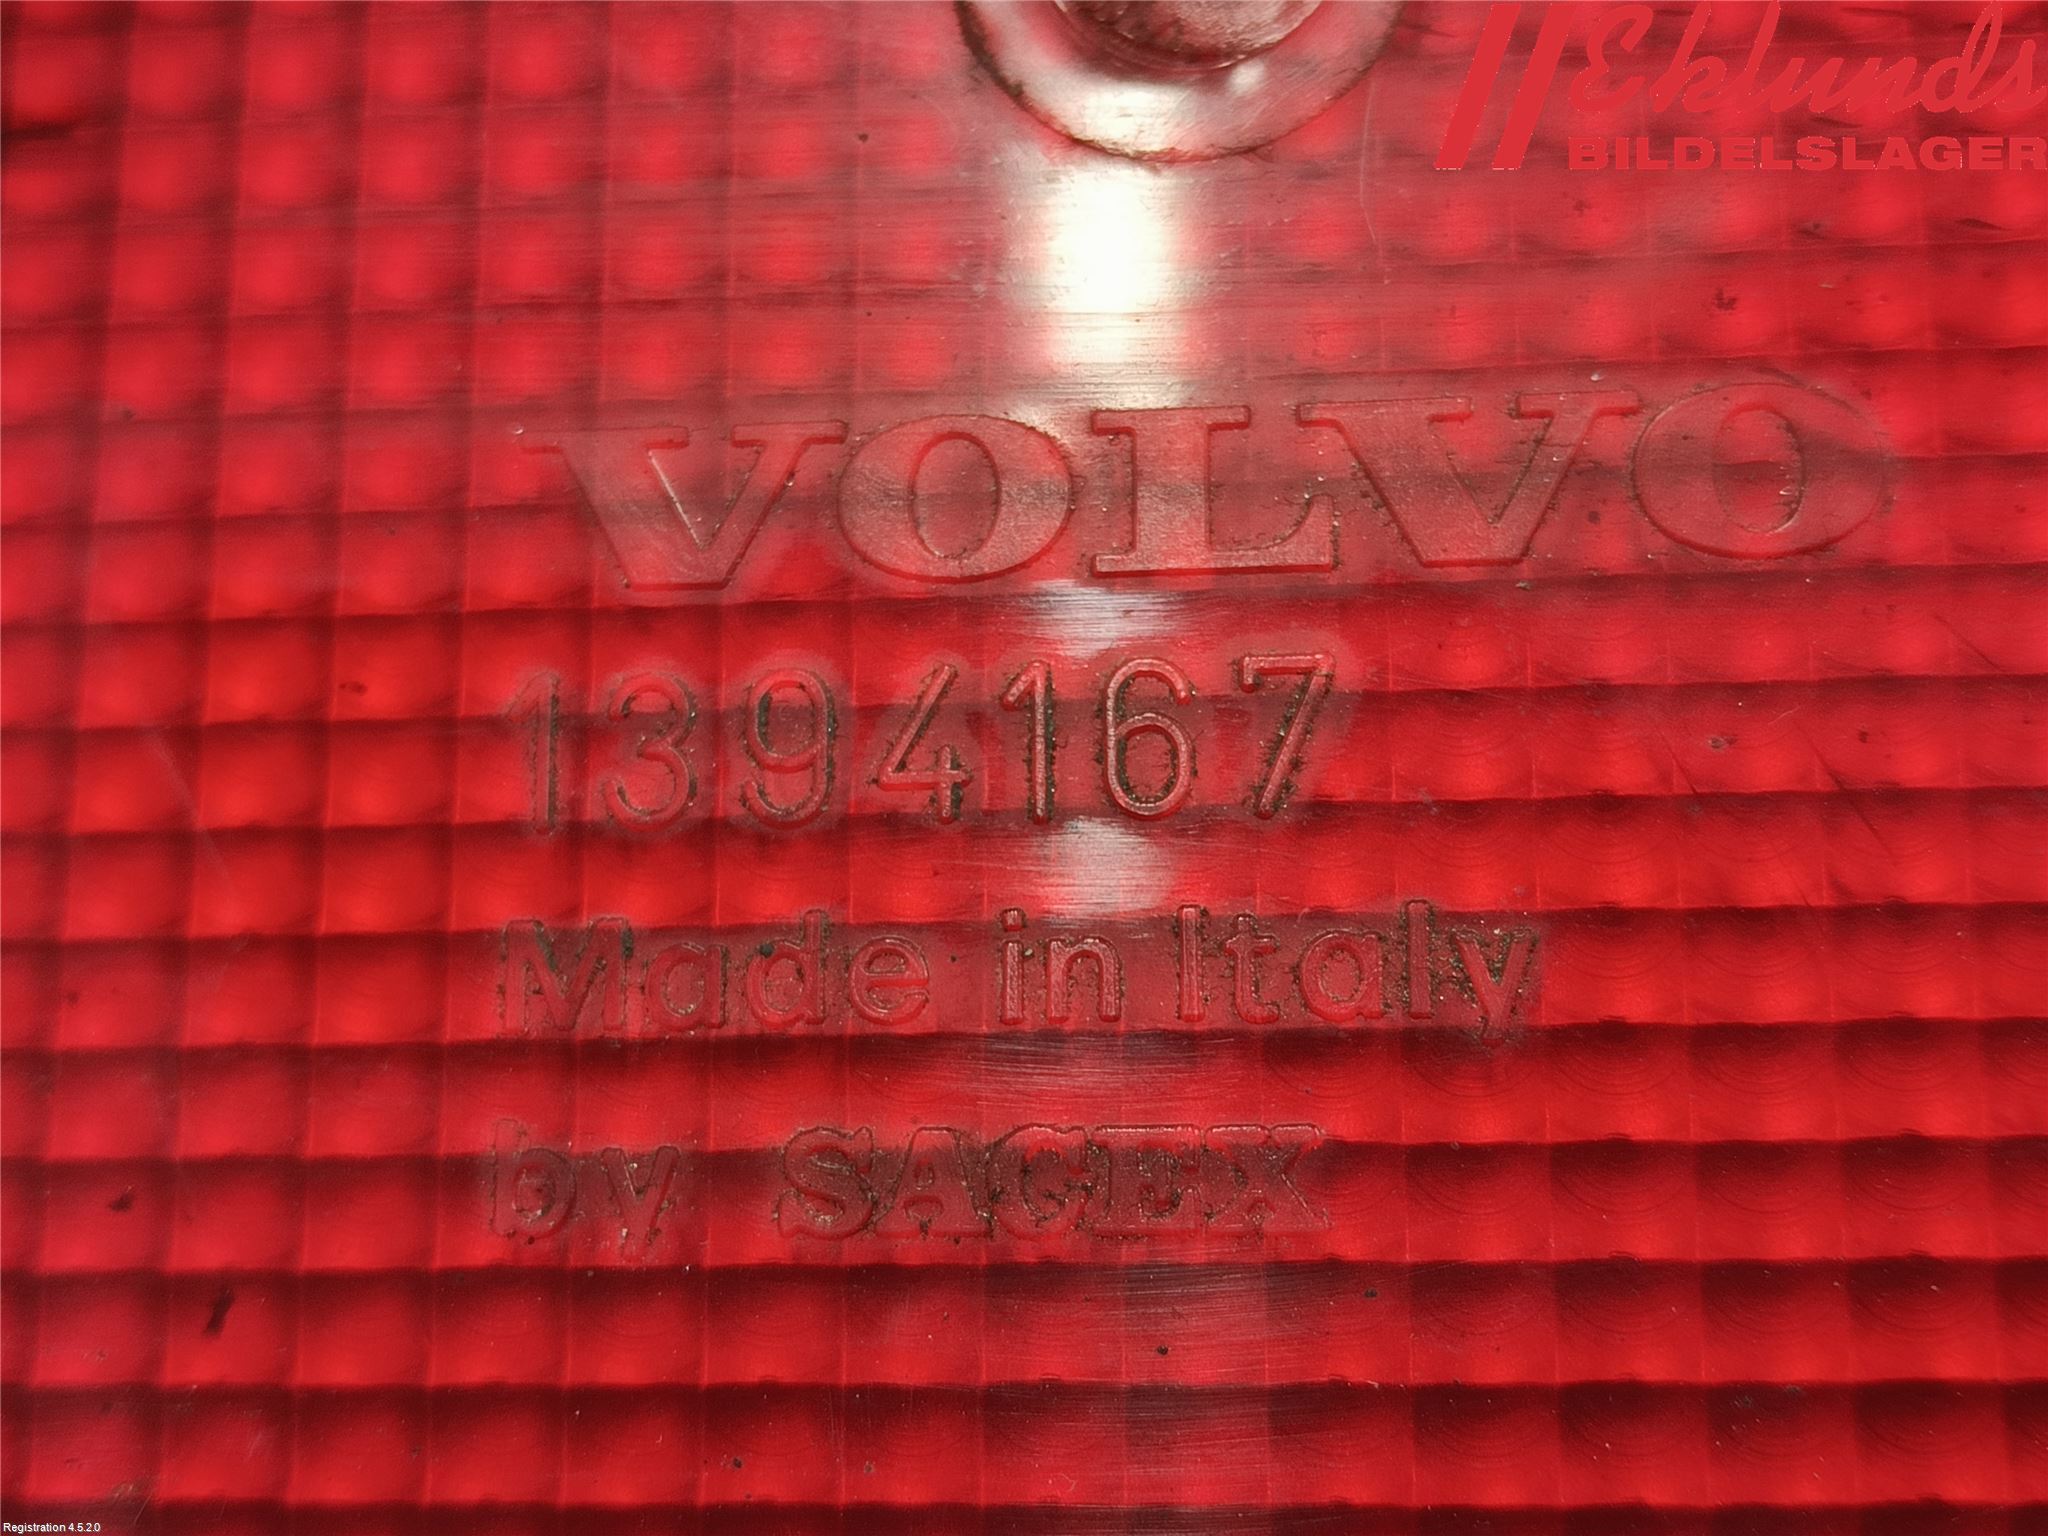 Eklunds
BILDELSLAGER
VOLVO
1394167
Made in Italy
by SACEX
Registration 4.5.2.0